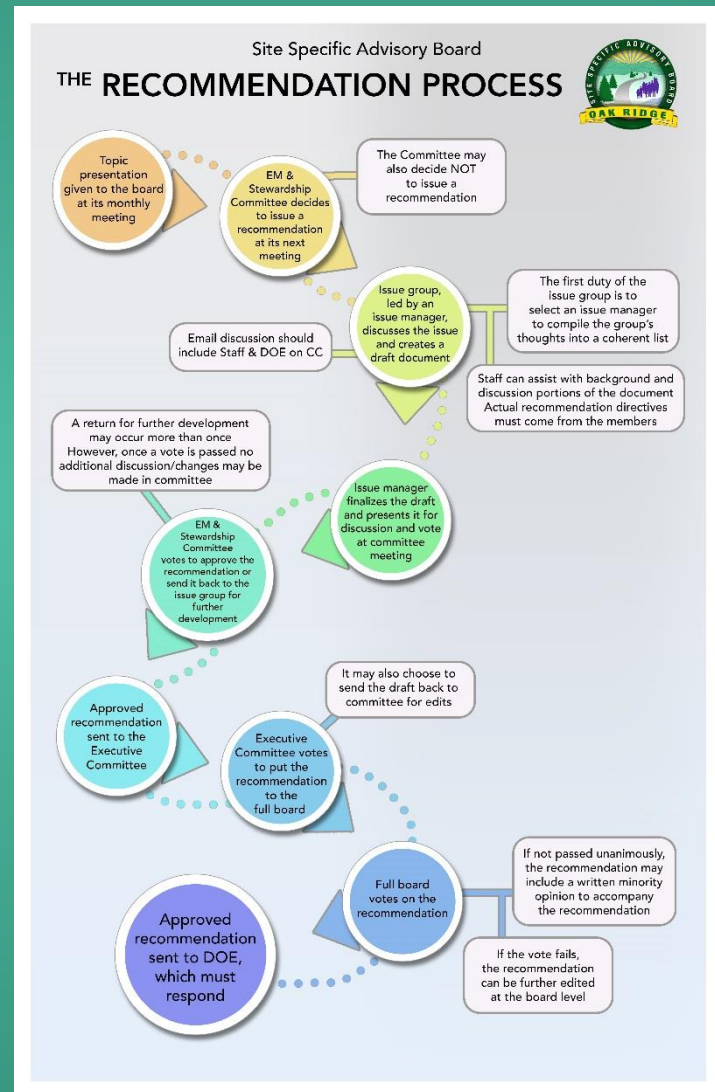 Site Specific Advisory Board
THE RECOMMENDATION PROCESS
SITE SPECIFIC ADVISORY BOARD
OAK RIDGE
Topic
presentation
given to the board
at its monthly
meeting
EM &
Stewardship
Committee decides
to issue a
recommendation
at its next
meeting
The Committee may
also decide NOT
to issue a
recommendation
Issue group,
led by an
issue manager,
discusses the issue
and creates a
draft document
The first duty of the
issue group is to
select an issue manager
to compile the group's
thoughts into a coherent list
Email discussion should
include Staff & DOE on CC
Staff can assist with background and
discussion portions of the document
Actual recommendation directives
must come from the members
A return for further development
may occur more than once
However, once a vote is passed no
additional discussion/changes may be
made in committee
Issue manager
finalizes the draft
and presents it for
discussion and vote
at committee
meeting
EM &
Stewardship
Committee
votes to approve the
recommendation or
send it back to the
issue group for
further
development
It may also choose to
send the draft back to
committee for edits
Approved
recommendation
sent to the
Executive
Committee
Executive
Committee votes
to put the
recommendation
to the
full board
Full board
votes on the
recommendation
If not passed unanimously,
the recommendation may
include a written minority
opinion to accompany
the recommendation
If the vote fails,
the recommendation
can be further edited
at the board level
Approved
recommendation
sent to DOE,
which must
respond